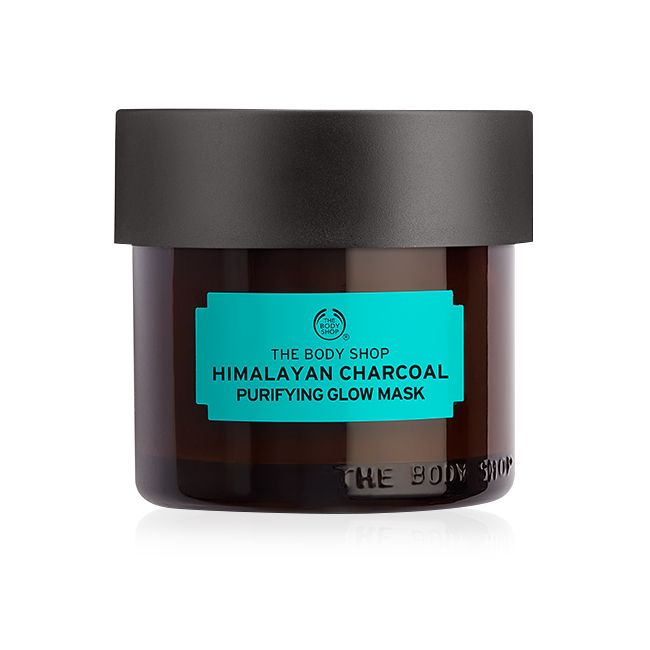 THE
BODY
SHOP
®
THE BODY SHOP
HIMALAYAN CHARCOAL
PURIFYING GLOW MASK
THE BODY SHOP